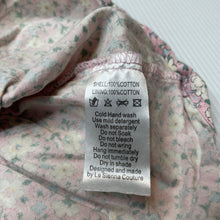 SHELL:100%COTTON
LINING:100%COTTON
Cold Hand wash
Use mild detergent
Wash separately
Do not Soak
Do not bleach
Do not wring
Hang immediately
Do not tumble dry
Dry in shade
Designed and made
by La Sienna Couture